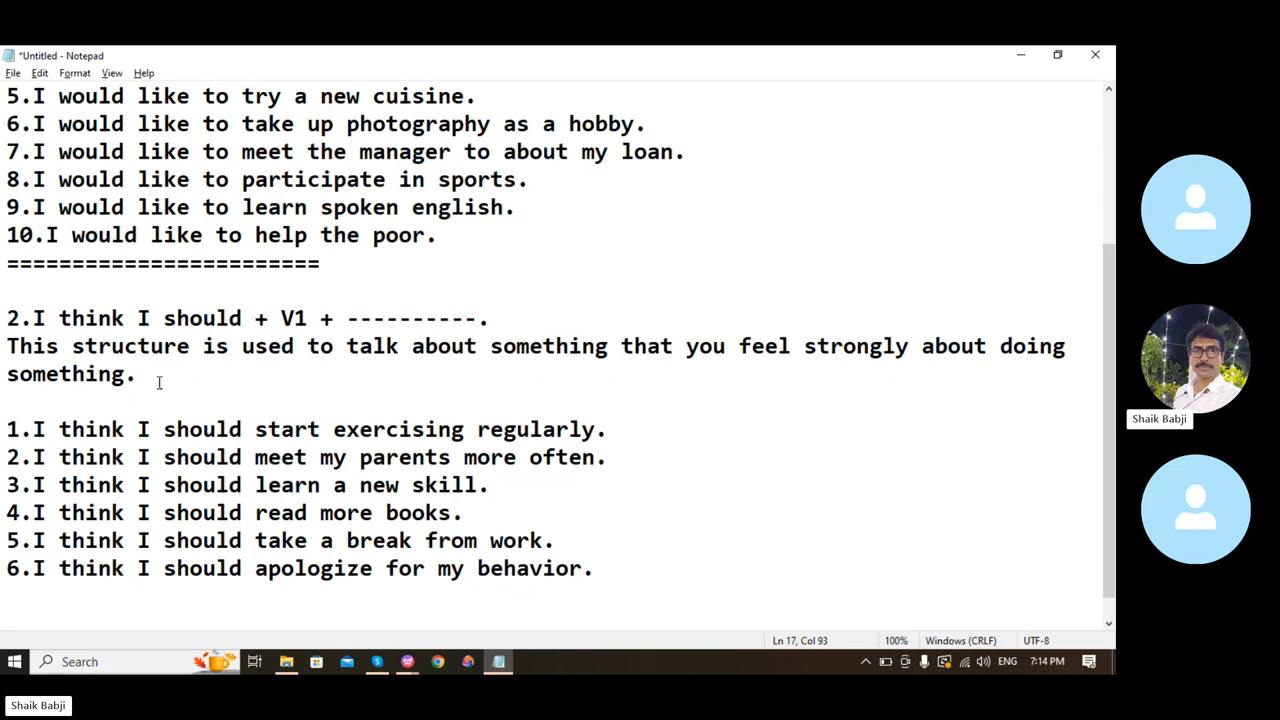 *Untitled - Notepad
File Edit Format View Help
5.I would like to try a new cuisine.
6.I would like to take up photography as a hobby.
7.I would like to meet the manager to about my loan.
8.I would like to participate in sports.
9.I would like to learn spoken english.
10.I would like to help the poor.
========================
2.I think I should + V1 + ----------.
This structure is used to talk about something that you feel strongly about doing
something.
1.I think I should start exercising regularly.
2.I think I should meet my parents more often.
3.I think I should learn a new skill.
4.I think I should read more books.
5.I think I should take a break from work.
6.I think I should apologize for my behavior.
Shaik Babji
Ln 17, Col 93 100% Windows (CRLF) UTF-8
Search ENG 7:14 PM
Shaik Babji